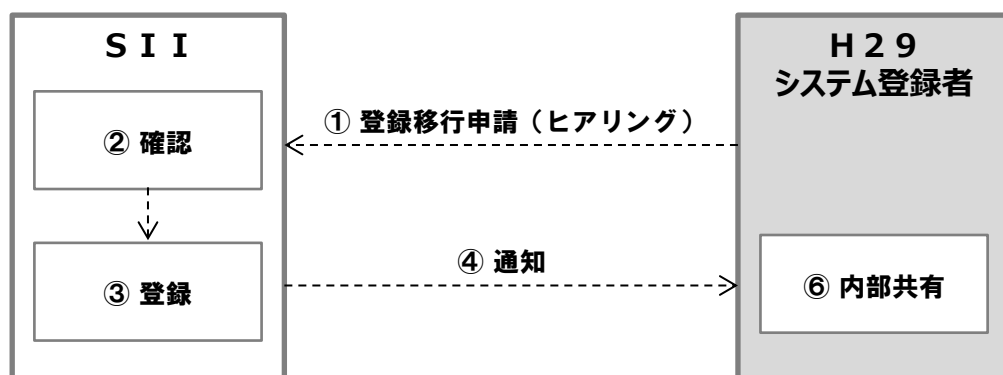 ＳＩＩ
② 確認
③ 登録
① 登録移行申請（ヒアリング）
④ 通知
Ｈ２９
システム登録者
⑥ 内部共有